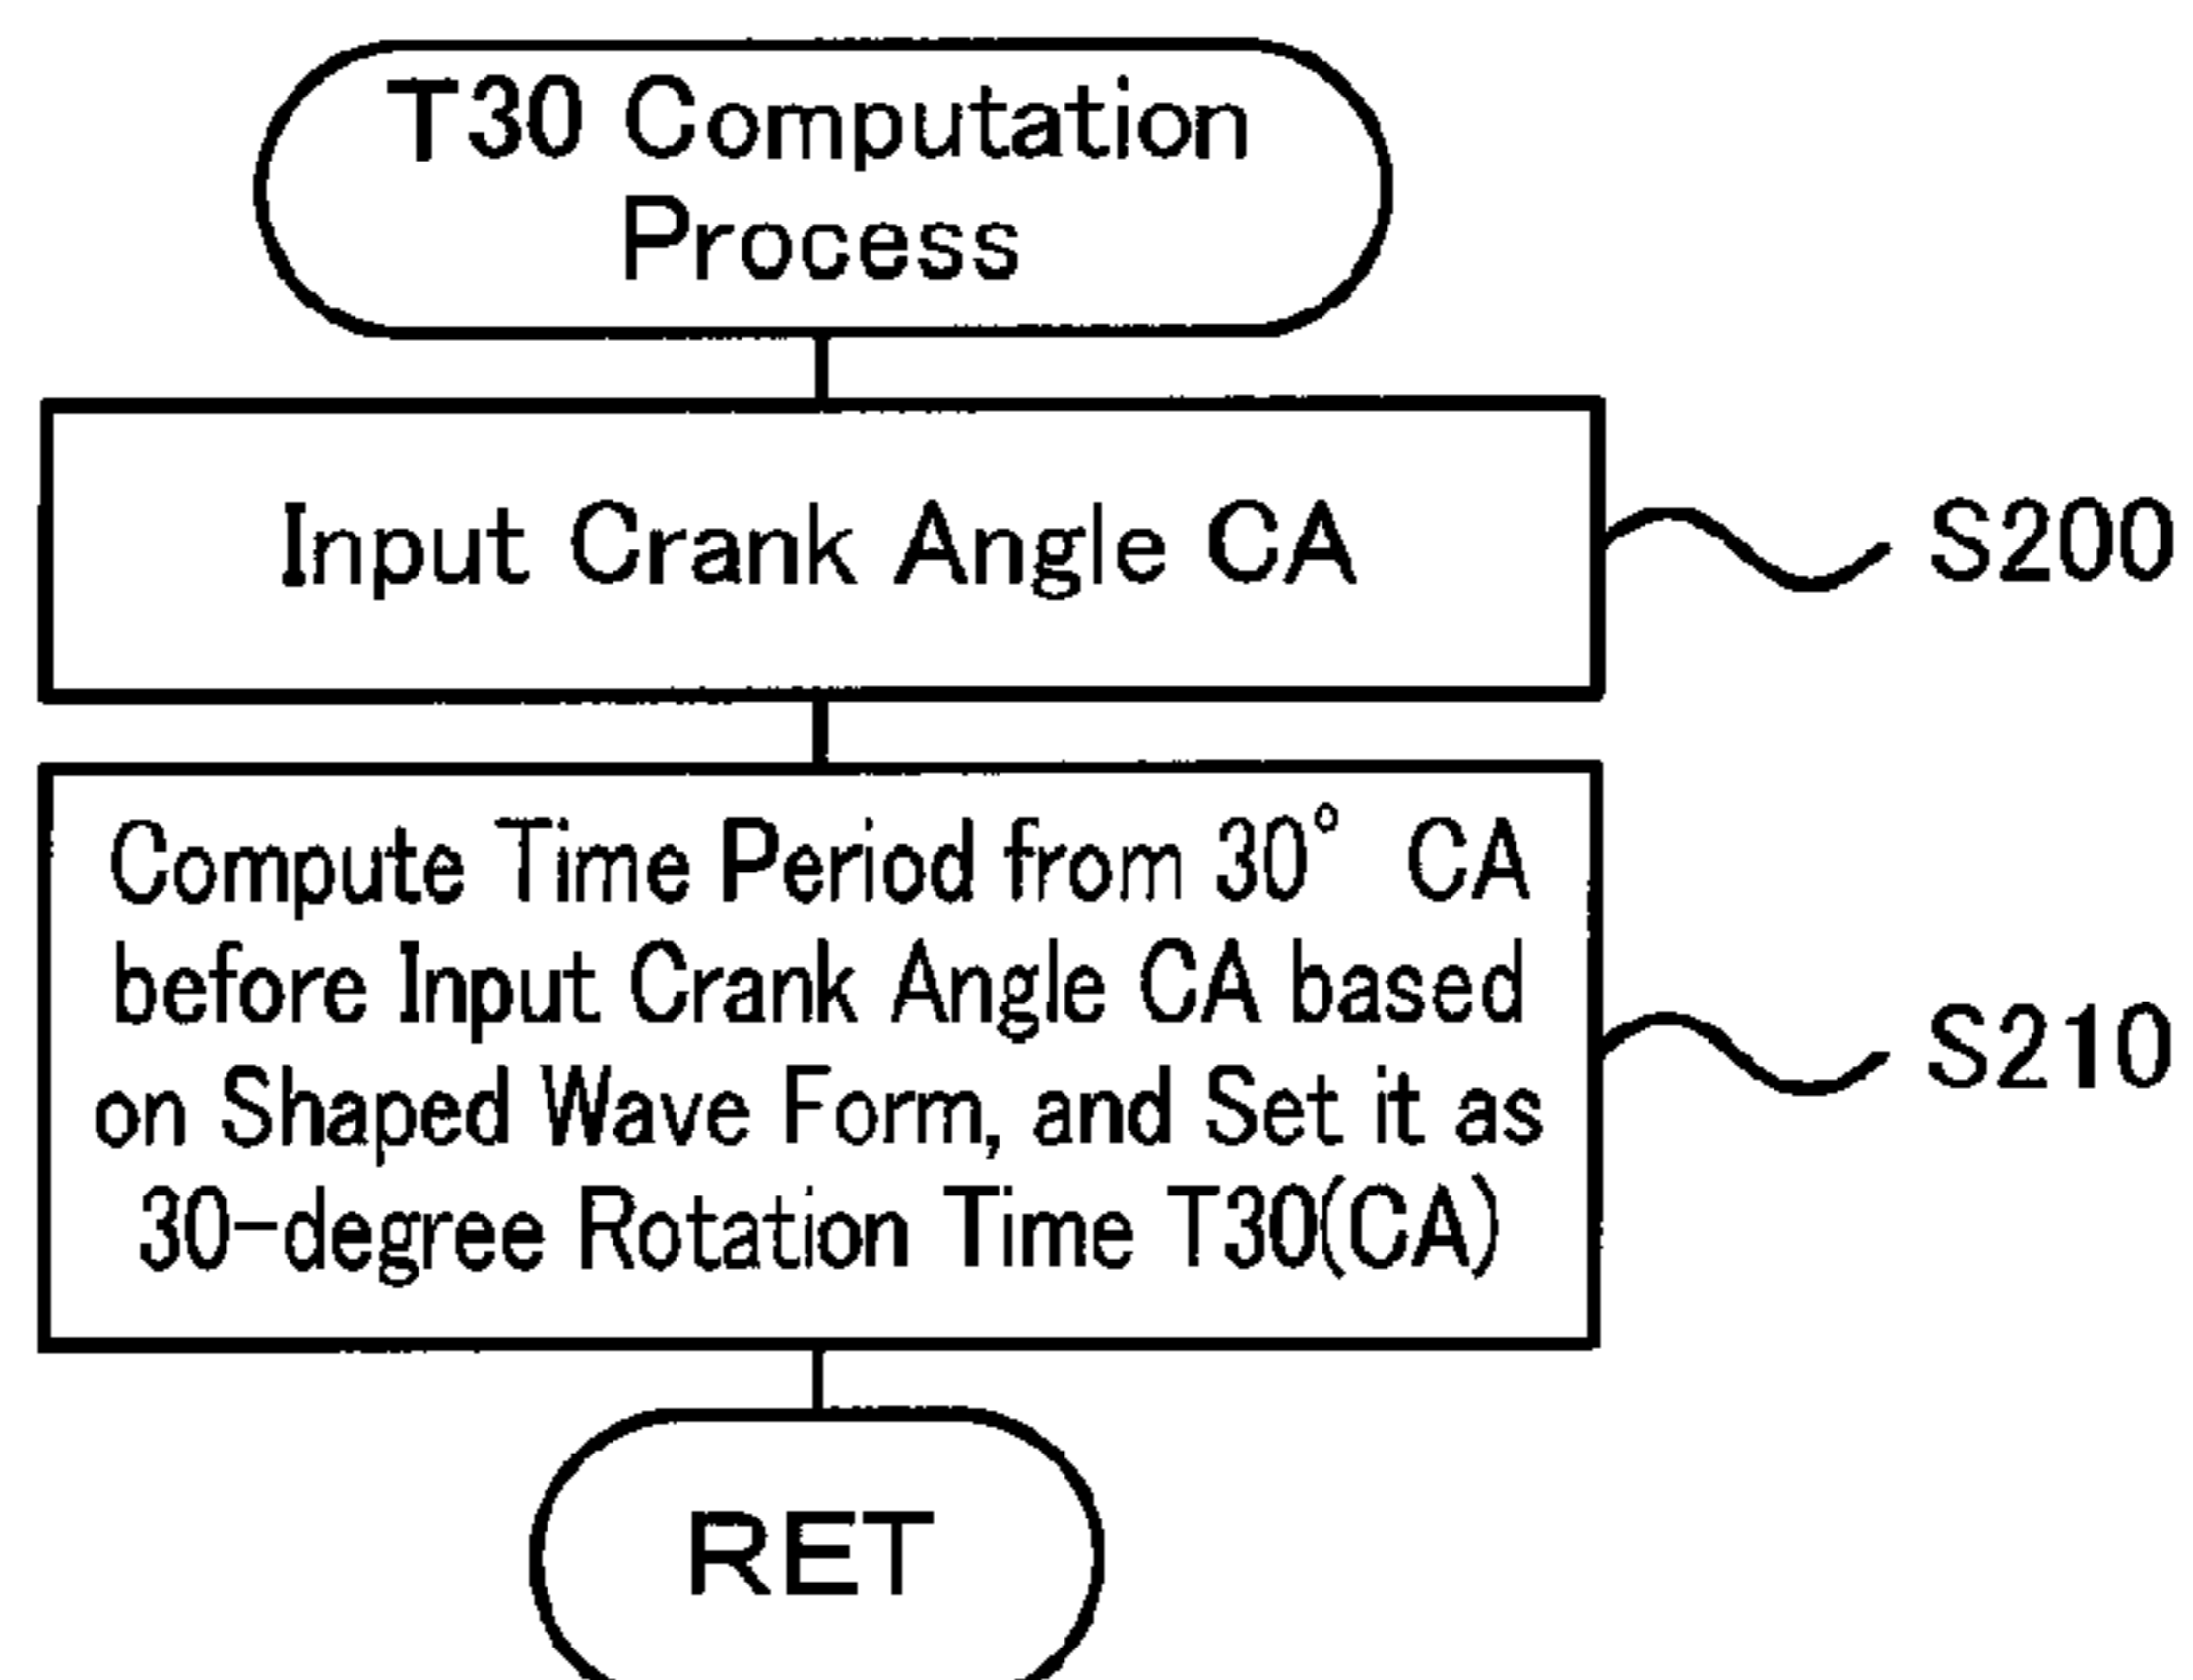 T30 Computation
Process
Input Crank Angle CA
S200
Compute Time Period from 30° CA
before Input Crank Angle CA based
on Shaped Wave Form, and Set it as
30-degree Rotation Time T30(CA)
S210
RET